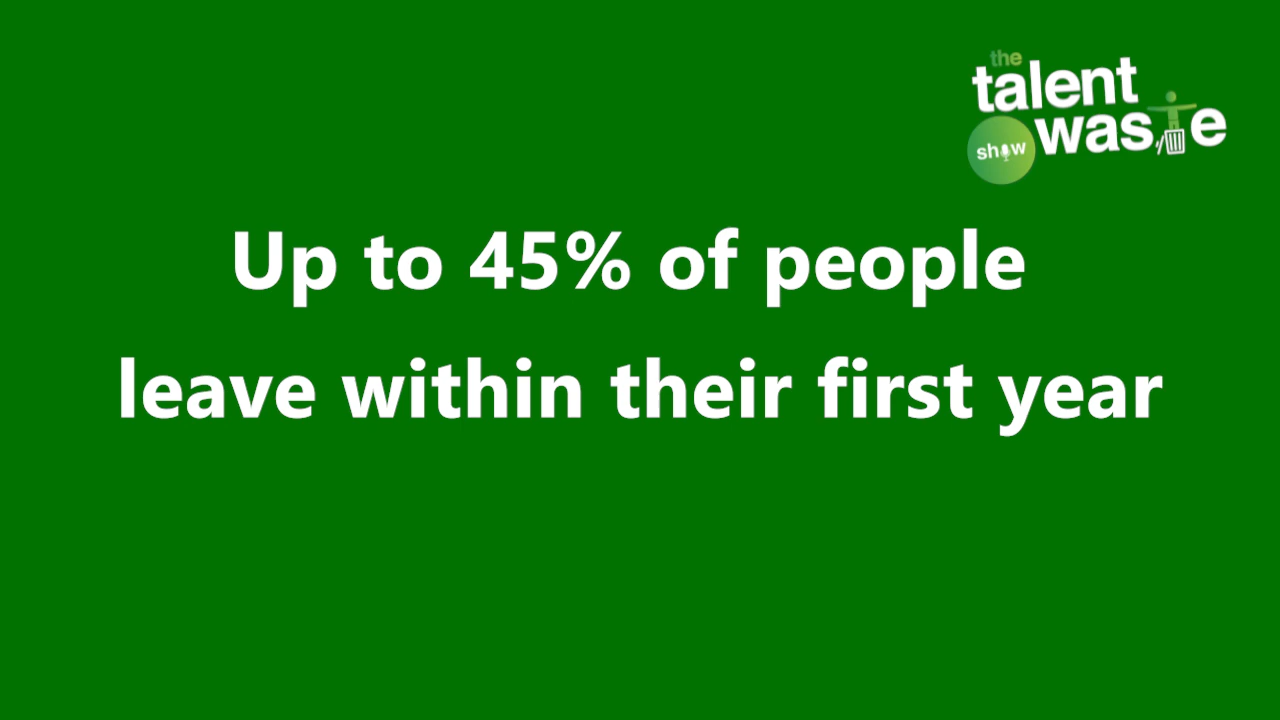 the
talent
waste
show
Up to 45% of people
leave within their first year